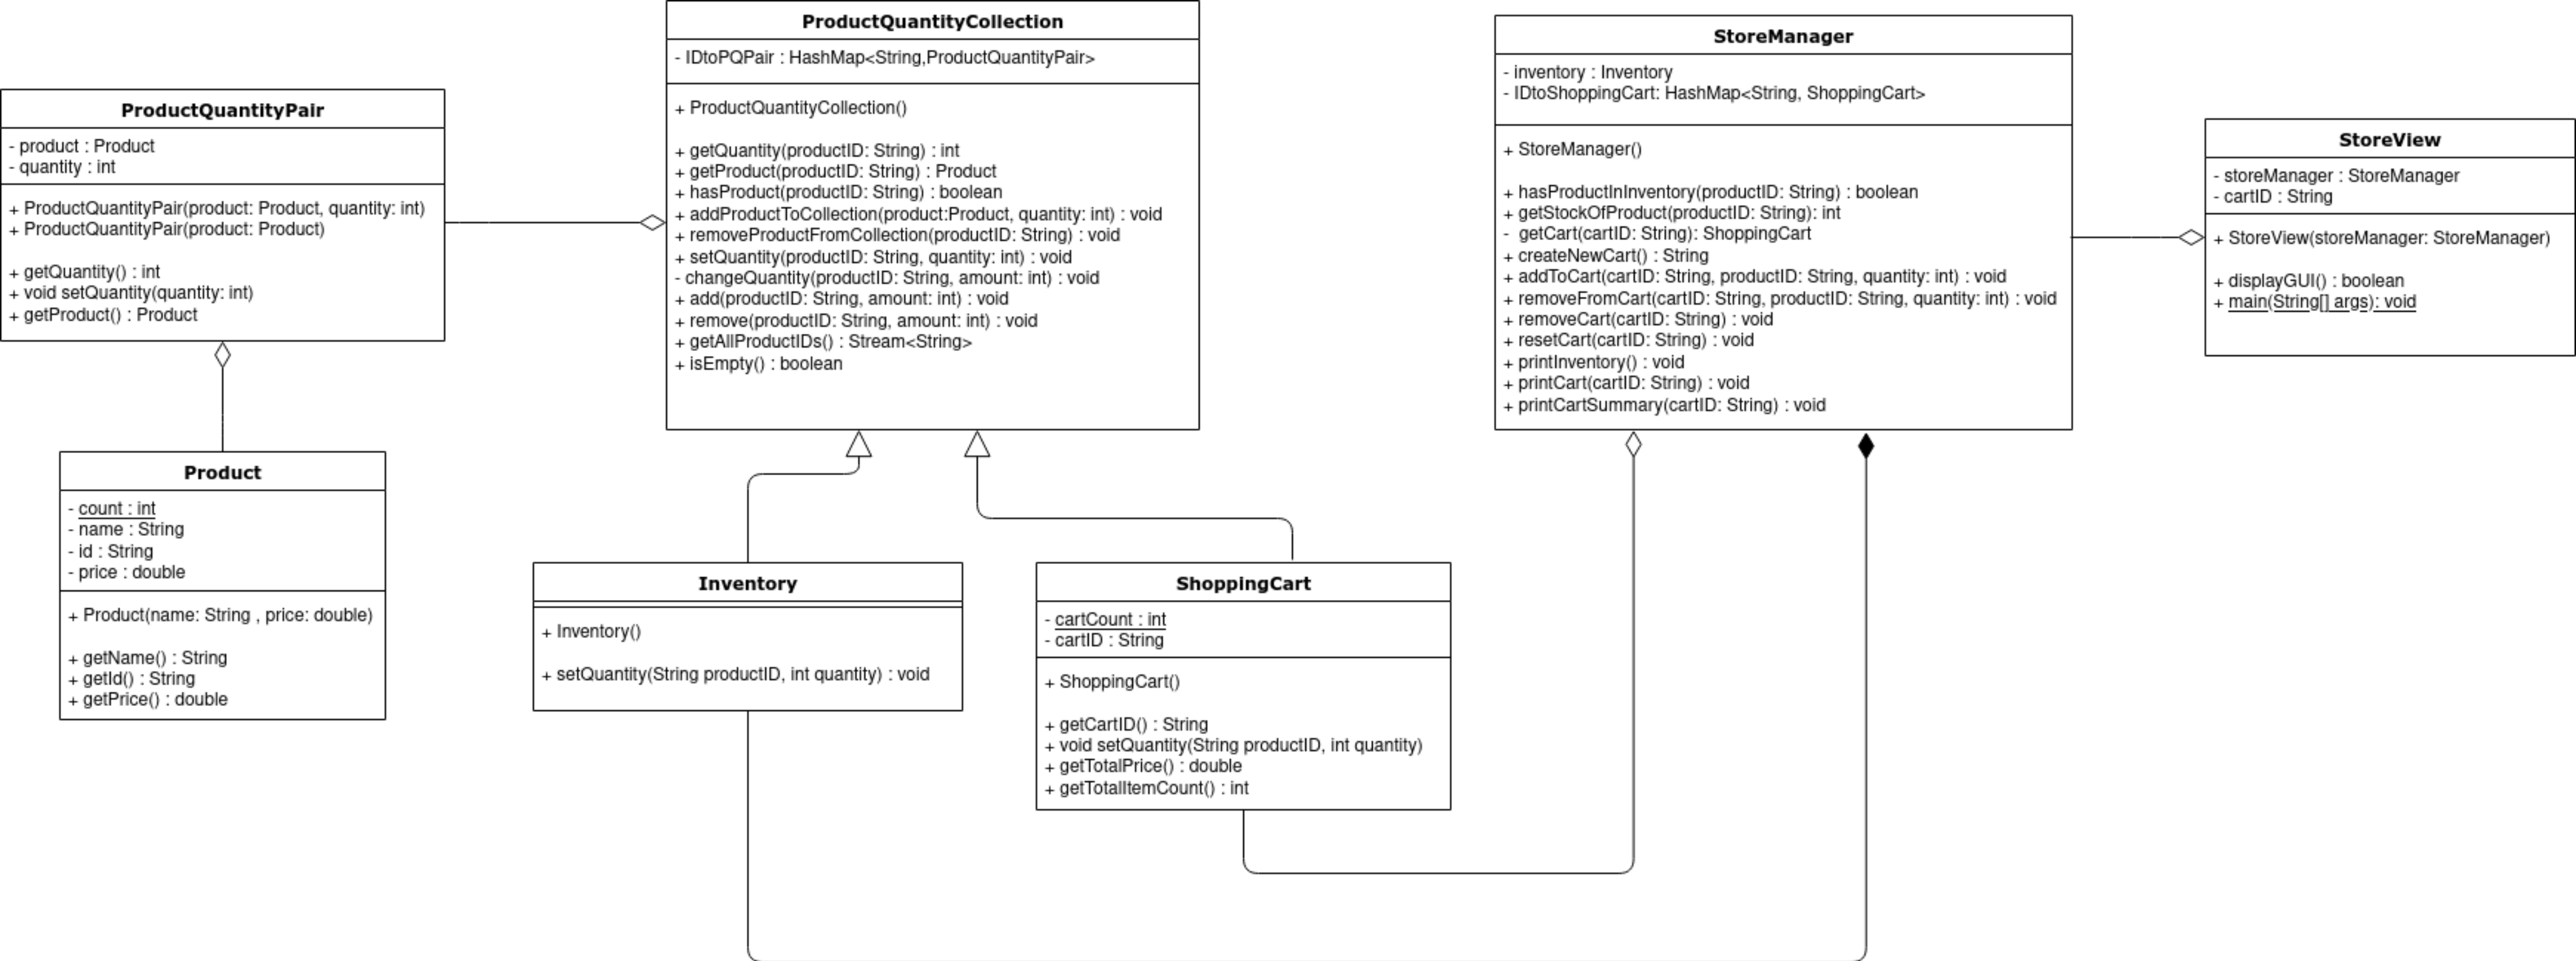 ProductQuantityPair
- product : Product
- quantity : int
+ ProductQuantityPair(product: Product, quantity: int)
+ ProductQuantityPair(product: Product)
+ getQuantity() : int
+ void setQuantity(quantity: int)
+ getProduct() : Product
Product
- count : int
- name : String
- id : String
- price : double
+ Product(name: String , price: double)
+ getName() : String
+ getId() : String
+ getPrice() : double
ProductQuantityCollection
- IDtoPQPair : HashMap<String,ProductQuantityPair>
+ ProductQuantityCollection()
+ getQuantity(productID: String) : int
+ getProduct(productID: String) : Product
+ hasProduct(productID: String) : boolean
+ addProductToCollection(product:Product, quantity: int) : void
+ removeProductFromCollection(productID: String) : void
+ setQuantity(productID: String, quantity: int) : void
- changeQuantity(productID: String, amount: int) : void
+ add(productID: String, amount: int) : void
+ remove(productID: String, amount: int) : void
+ getAllProductIDs() : Stream<String>
+ isEmpty() : boolean
Inventory
+ Inventory()
+ setQuantity(String productID, int quantity) : void
ShoppingCart
- cartCount : int
- cartID : String
+ ShoppingCart()
+ getCartID() : String
+ void setQuantity(String productID, int quantity)
+ getTotalPrice() : double
+ getTotalItemCount() : int
StoreManager
- inventory : Inventory
- IDtoShoppingCart: HashMap<String, ShoppingCart>
+ StoreManager()
+ hasProductInInventory(productID: String) : boolean
+ getStockOfProduct(productID: String): int
- getCart(cartID: String): ShoppingCart
+ createNewCart() : String
+ addToCart(cartID: String, productID: String, quantity: int) : void
+ removeFromCart(cartID: String, productID: String, quantity: int) : void
+ removeCart(cartID: String) : void
+ resetCart(cartID: String) : void
+ printInventory() : void
+ printCart(cartID: String) : void
+ printCartSummary(cartID: String) : void
StoreView
- storeManager : StoreManager
- cartID : String
+ StoreView(storeManager: StoreManager)
+ displayGUI() : boolean
+ main(String[] args): void